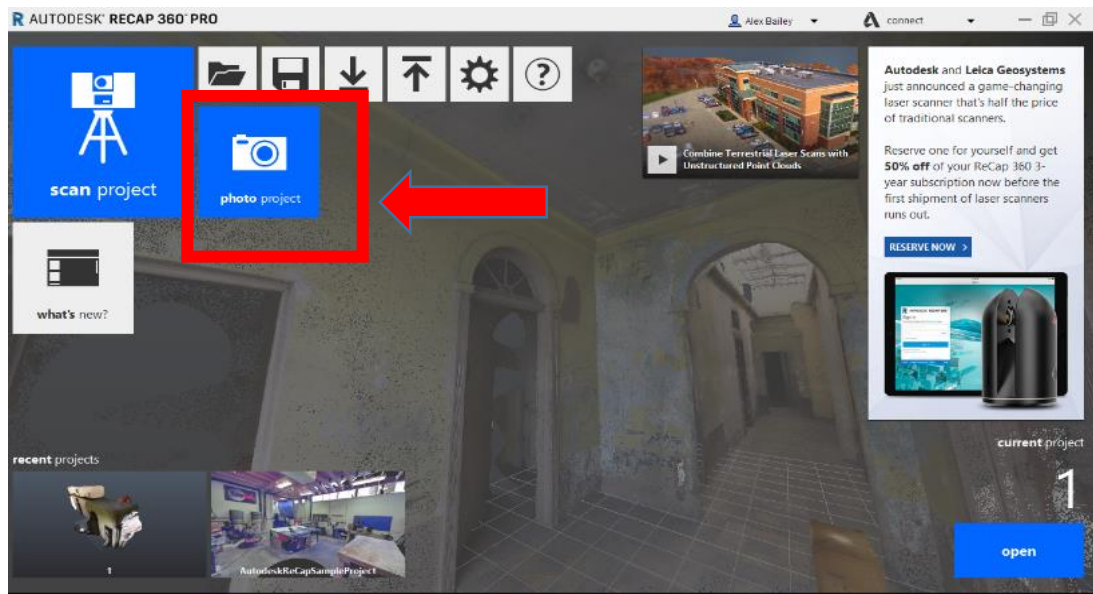 R AUTODESK® RECAP 360™ PRO
Alex Bailey
connect
scan project
photo project
what's new?
Combine Terrestrial Laser Scans with
Unstructured Point Clouds
Autodesk and Leica Geosystems
just announced a game-changing
laser scanner that's half the price
of traditional scanners.
Reserve one for yourself and get
50% off of your ReCap 360 3-
year subscription now before the
first shipment of laser scanners
runs out.
RESERVE NOW >
recent projects
1
AutodeskReCapSampleProject
current project
1
open